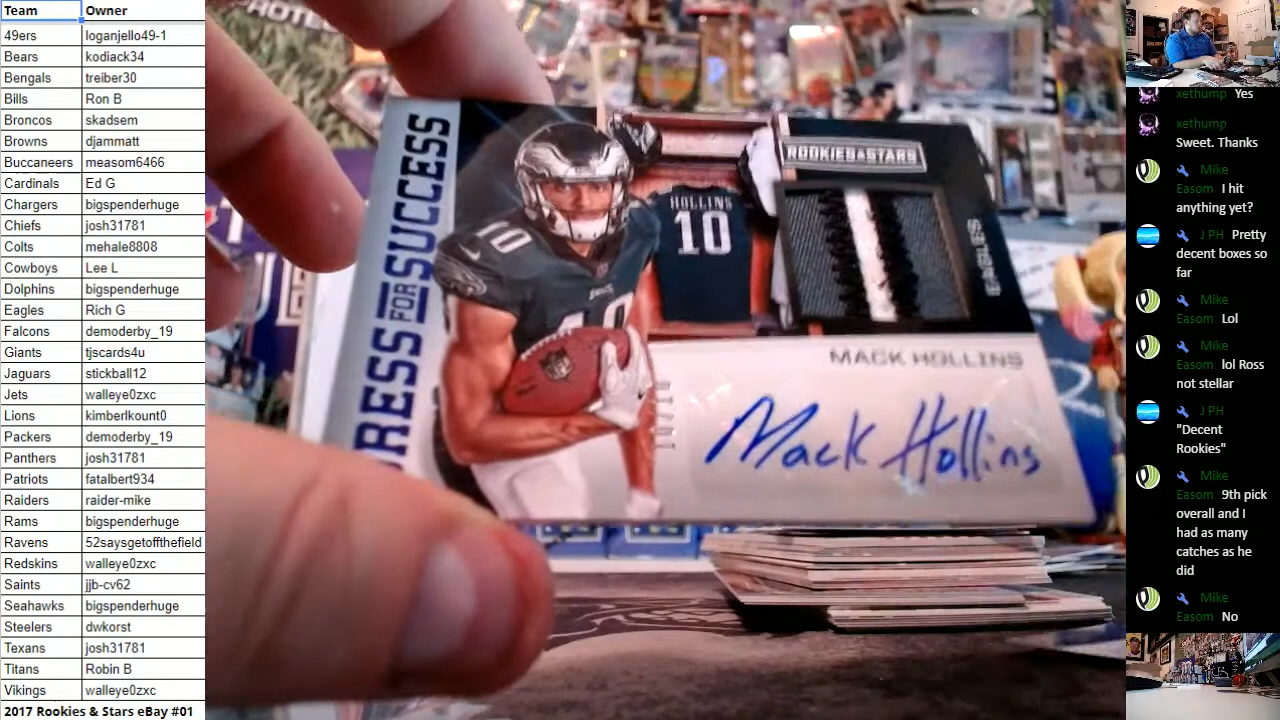 Team Owner
49ers loganjello49-1
Bears kodiack34
Bengals treiber30
Bills Ron B
Broncos skadsem
Browns djammatt
Buccaneers measom6466
Cardinals Ed G
Chargers bigspenderhuge
Chiefs josh31781
Colts mehale8808
Cowboys Lee L
Dolphins bigspenderhuge
Eagles Rich G
Falcons demoderby_19
Giants tjscards4u
Jaguars stickball12
Jets walleye0zxc
Lions kimberlkount0
Packers demoderby_19
Panthers josh31781
Patriots fatalbert934
Raiders raider-mike
Rams bigspenderhuge
Ravens 52saysgetoffthefield
Redskins walleye0zxc
Saints jjb-cv62
Seahawks bigspenderhuge
Steelers dwkorst
Texans josh31781
Titans Robin B
Vikings walleye0zxc
2017 Rookies & Stars eBay #01
DRESS FOR SUCCESS
ROOKIES & STARS
EAGLES
HOLLINS
10
10
MACK HOLLINS
10/10
Mack Hollins
xethump Yes
xethump
Sweet. Thanks
Mike
Easom I hit
anything yet?
J PH Pretty
decent boxes so
far
Mike
Easom Lol
Mike
Easom lol Ross
not stellar
J PH
"Decent
Rookies"
Mike
Easom 9th pick
overall and I
had as many
catches as he
did
Mike
Easom No